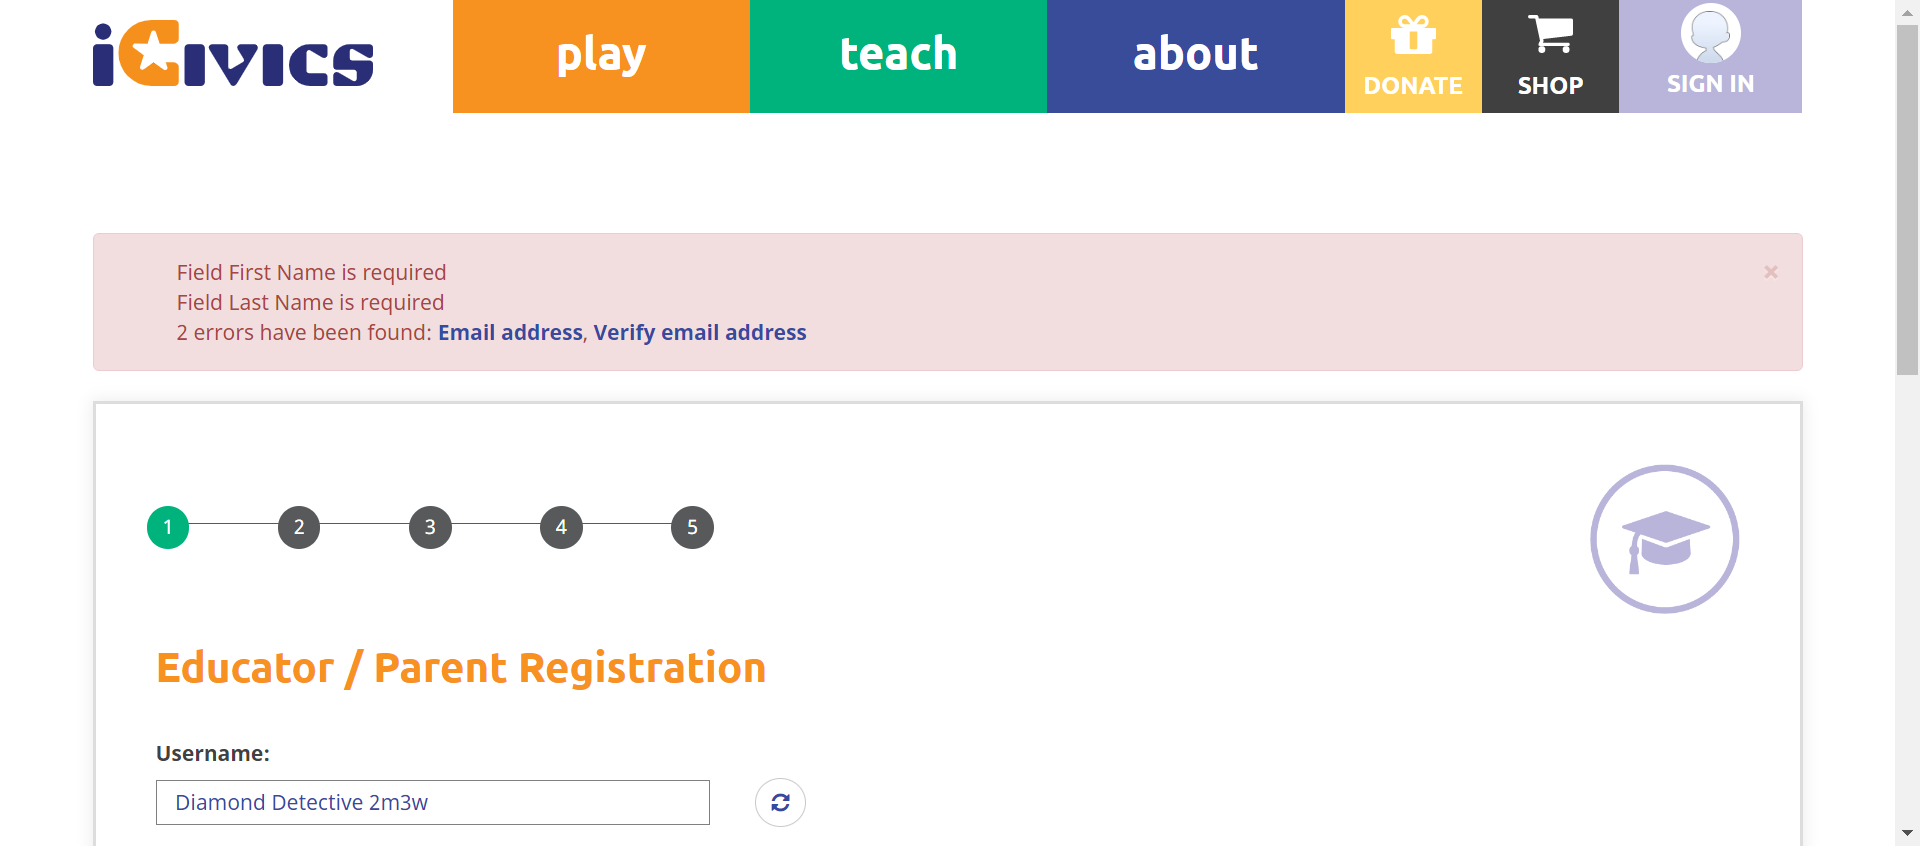 iCivics
play
teach
about
DONATE
SHOP
SIGN IN
Field First Name is required
×
Field Last Name is required
2 errors have been found: Email address, Verify email address
1
2
3
4
5
Educator / Parent Registration
Username:
Diamond Detective 2m3w